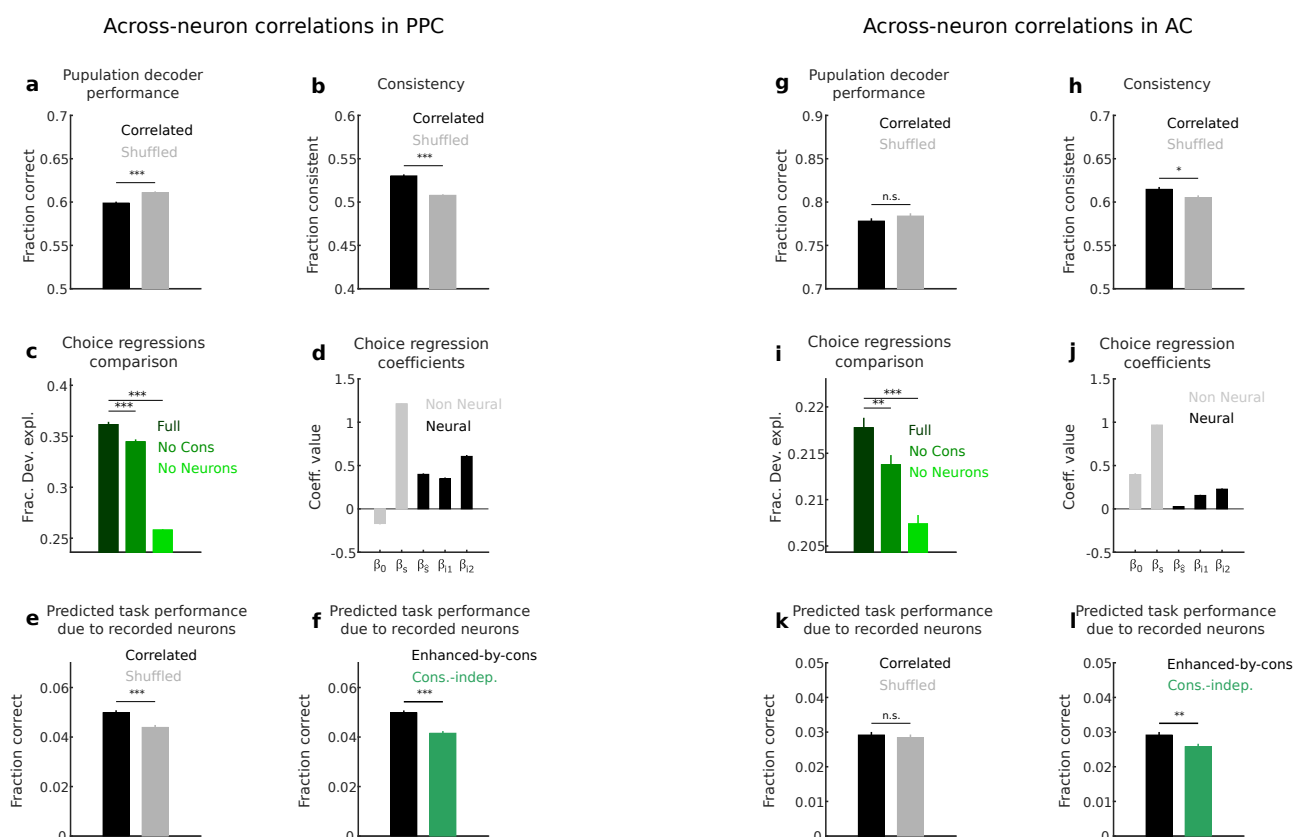 Across-neuron correlations in PPC
Across-neuron correlations in AC
a
Pupulation decoder
performance
Fraction correct
0.7
0.65
0.6
0.55
0.5
Correlated
Shuffled
***
b
Consistency
Fraction consistent
0.6
0.55
0.5
0.45
0.4
Correlated
Shuffled
***
g
Pupulation decoder
performance
Fraction correct
0.9
0.85
0.8
0.75
0.7
Correlated
Shuffled
n.s.
h
Consistency
Fraction consistent
0.7
0.65
0.6
0.55
0.5
Correlated
Shuffled
*
c
Choice regressions
comparison
Frac. Dev. expl.
0.4
0.35
0.3
0.25
***
***
Full
No Cons
No Neurons
d
Choice regression
coefficients
Coeff. value
1.5
1
0.5
0
-0.5
Non Neural
Neural
β0 βs βŝ βi1 βi2
i
Choice regressions
comparison
Frac. Dev. expl.
0.22
0.215
0.21
0.205
***
**
Full
No Cons
No Neurons
j
Choice regression
coefficients
Coeff. value
1.5
1
0.5
0
-0.5
Non Neural
Neural
β0 βs βŝ βi1 βi2
e
Predicted task performance
due to recorded neurons
Fraction correct
0.06
0.04
0.02
0
Correlated
Shuffled
***
f
Predicted task performance
due to recorded neurons
Fraction correct
0.06
0.04
0.02
0
Enhanced-by-cons
Cons.-indep.
***
k
Predicted task performance
due to recorded neurons
Fraction correct
0.05
0.04
0.03
0.02
0.01
0
Correlated
Shuffled
n.s.
l
Predicted task performance
due to recorded neurons
Fraction correct
0.05
0.04
0.03
0.02
0.01
0
Enhanced-by-cons
Cons.-indep.
**